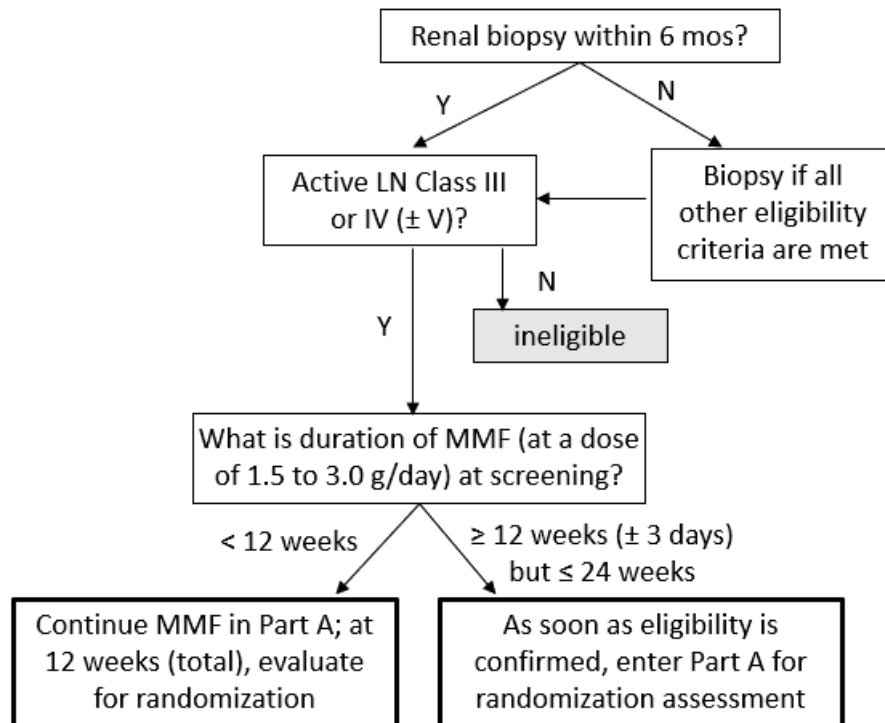 Renal biopsy within 6 mos?
Y
N
Active LN Class III
or IV (± V)?
Biopsy if all
other eligibility
criteria are met
N
Y
ineligible
What is duration of MMF (at a dose
of 1.5 to 3.0 g/day) at screening?
< 12 weeks
≥ 12 weeks (± 3 days)
but ≤ 24 weeks
Continue MMF in Part A; at
12 weeks (total), evaluate
for randomization
As soon as eligibility is
confirmed, enter Part A for
randomization assessment